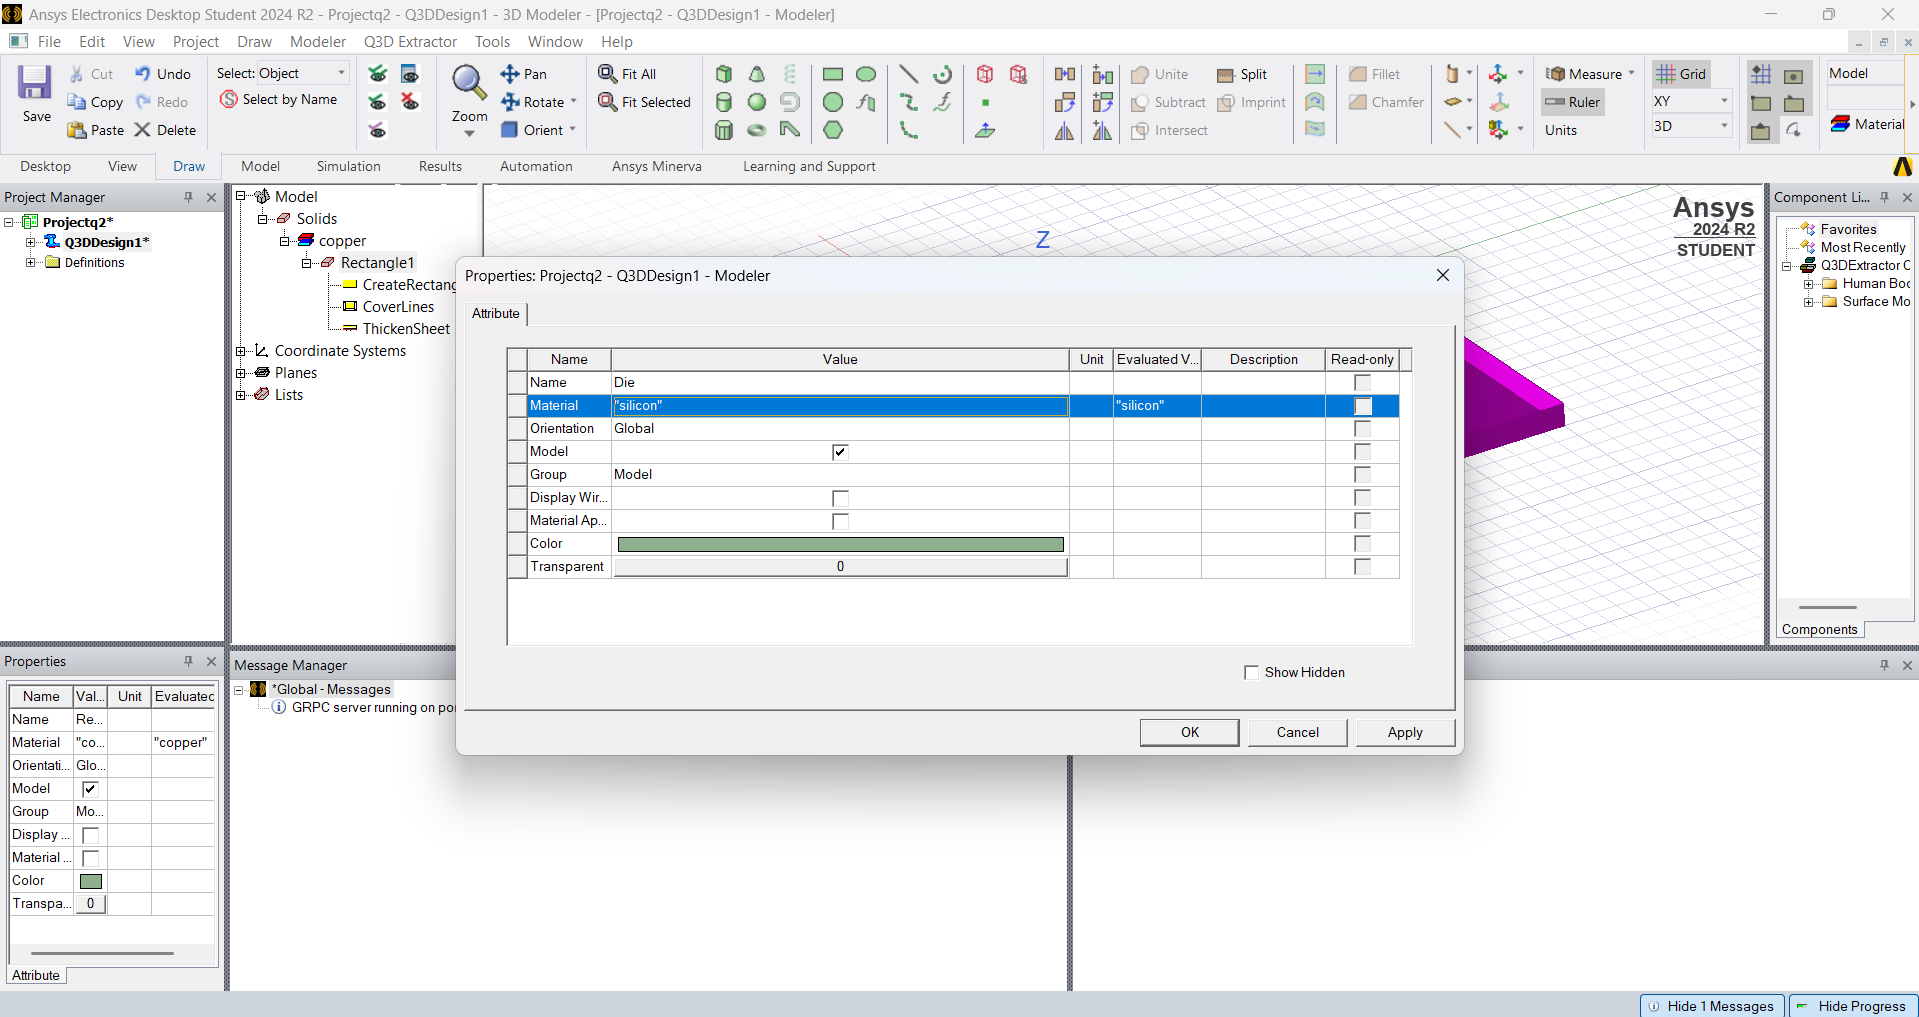 Ansys Electronics Desktop Student 2024 R2 - Projectq2 - Q3DDesign1 - 3D Modeler - [Projectq2 - Q3DDesign1 - Modeler]
File Edit View Project Draw Modeler Q3D Extractor Tools Window Help
Save
Cut
Copy
Paste
Undo
Redo
Delete
Select: Object
Select by Name
Zoom
Pan
Rotate
Orient
Fit All
Fit Selected
Unite
Subtract
Intersect
Split
Imprint
Fillet
Chamfer
Measure
Ruler
Units
Grid
XY
3D
Model
Material
Desktop View Draw Model Simulation Results Automation Ansys Minerva Learning and Support
Project Manager
Projectq2*
Q3DDesign1*
Definitions
Model
Solids
copper
Rectangle1
CreateRectang
CoverLines
ThickenSheet
Coordinate Systems
Planes
Lists
Z
Ansys
2024 R2
STUDENT
Component Li...
Favorites
Most Recently
Q3DExtractor C
Human Boo
Surface Mo
Components
Properties: Projectq2 - Q3DDesign1 - Modeler
Attribute
Name Value Unit Evaluated V... Description Read-only
Name Die
Material "silicon" "silicon"
Orientation Global
Model
Group Model
Display Wir...
Material Ap...
Color
Transparent 0
Show Hidden
OK Cancel Apply
Properties
Name Val... Unit Evaluated
Name Re...
Material "co... "copper"
Orientati... Glo...
Model
Group Mo...
Display ...
Material ...
Color
Transpa... 0
Attribute
Message Manager
*Global - Messages
GRPC server running on po
Hide 1 Messages Hide Progress